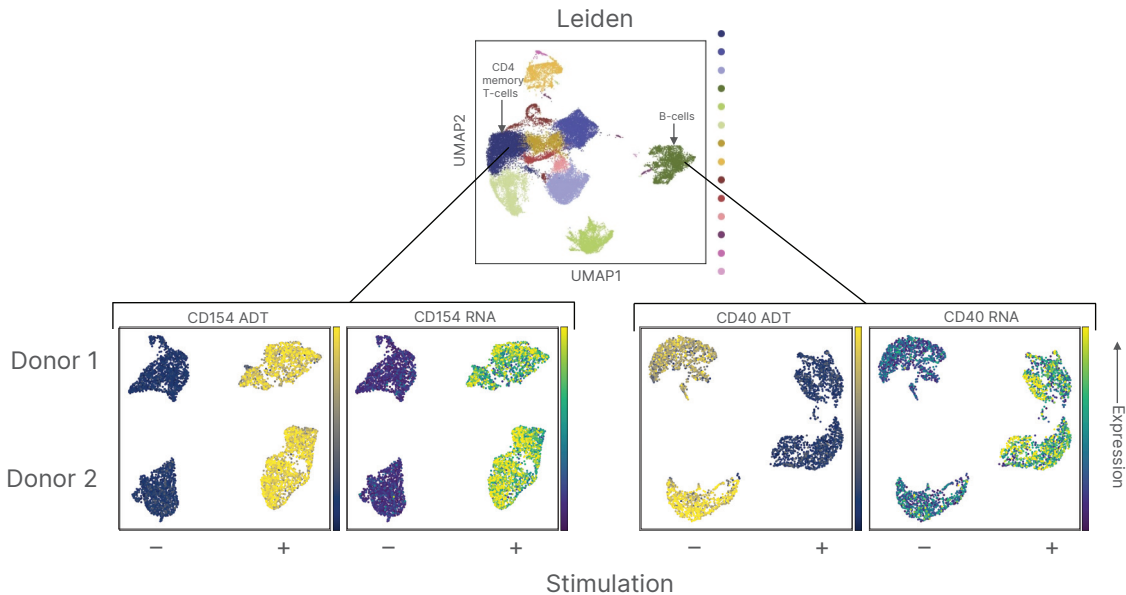 Leiden
CD4
memory
T-cells
B-cells
UMAP2
UMAP1
CD154 ADT
CD154 RNA
CD40 ADT
CD40 RNA
Donor 1
Donor 2
Expression
− +
− +
− +
− +
Stimulation